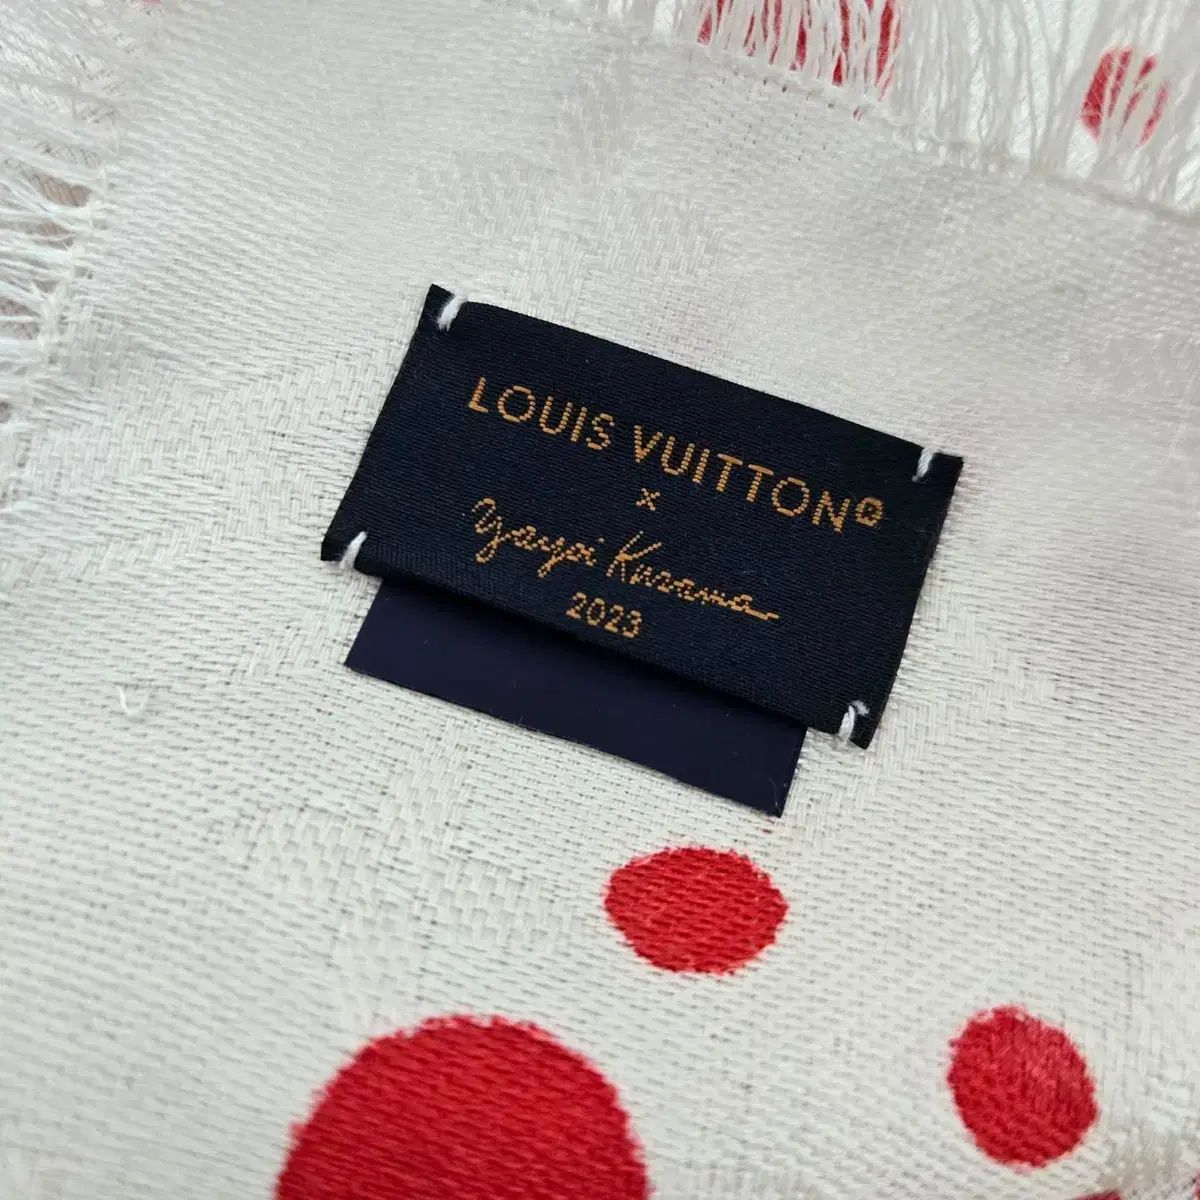 LOUIS VUITTON®
x
Yayoi Kusama
2023